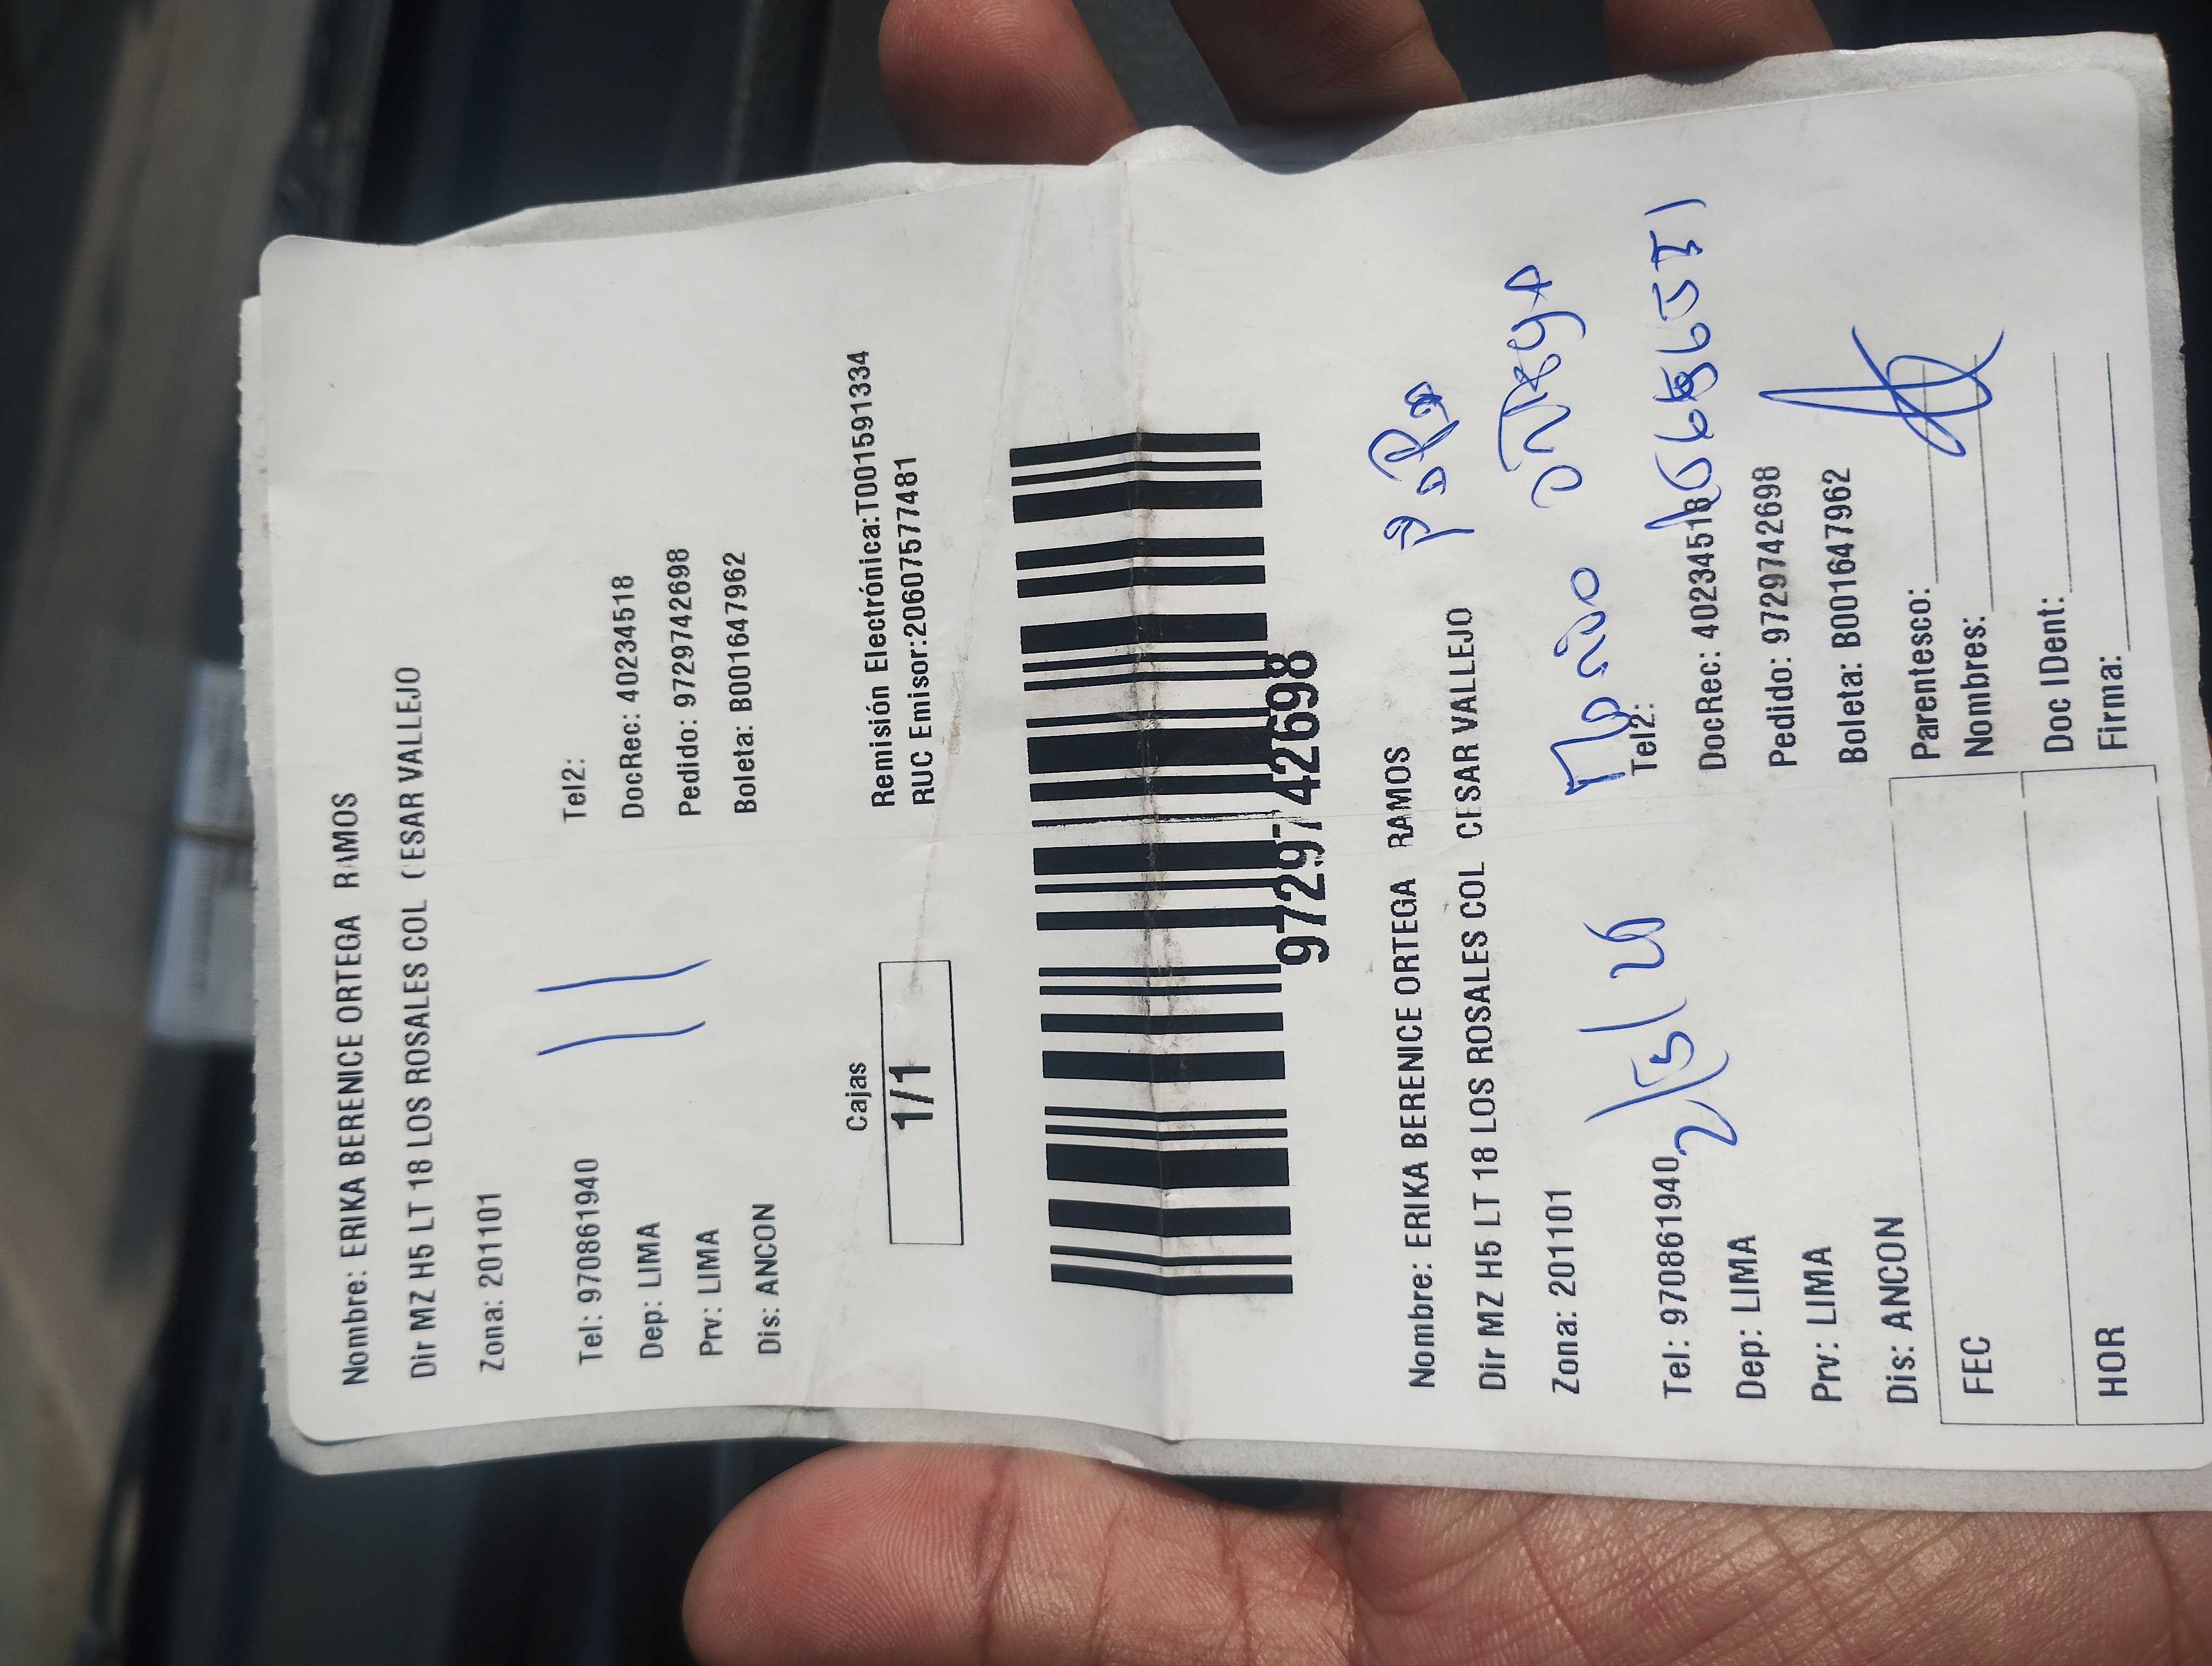 Nombre: ERIKA BERENICE ORTEGA RAMOS
Dir MZ H5 LT 18 LOS ROSALES COL CESAR VALLEJO
Zona: 201101
Tel: 970861940 Tel2:
Dep: LIMA DocRec: 40234518
Prv: LIMA Pedido: 9729742698
Dis: ANCON Boleta: B001647962
Cajas
1/1
Remisión Electrónica:T001591334
RUC Emisor:20607577481
9729742698
Nombre: ERIKA BERENICE ORTEGA RAMOS
Dir MZ H5 LT 18 LOS ROSALES COL CESAR VALLEJO
Zona: 201101
Tel: 970861940 Tel2:
Dep: LIMA DocRec: 40234518
Prv: LIMA Pedido: 9729742698
Dis: ANCON Boleta: B001647962
FEC
HOR
Parentesco:
Nombres:
Doc IDent:
Firma: